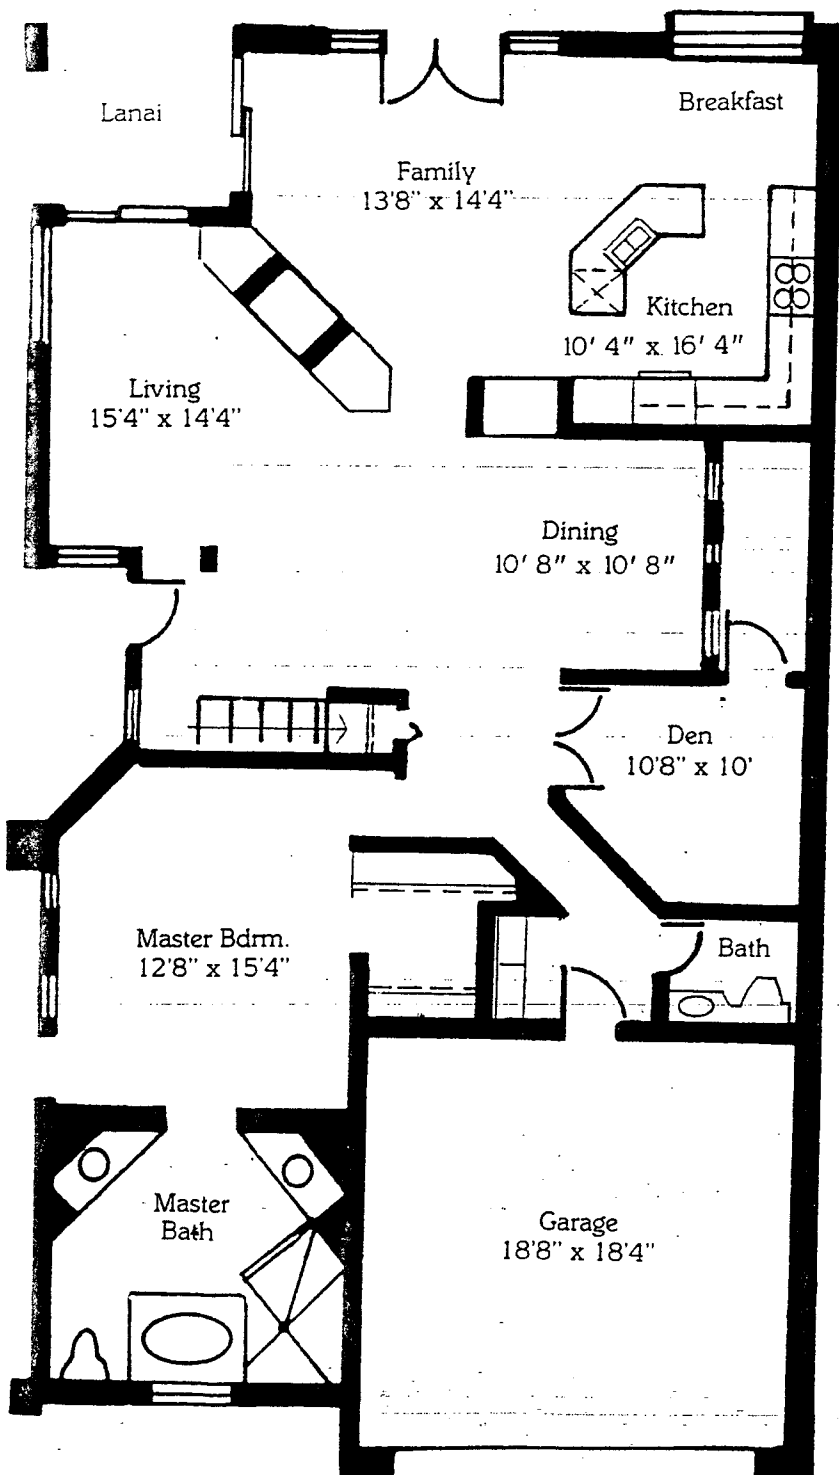 Lanai
Breakfast
Family
13'8" x 14'4"
Kitchen
10' 4" x 16' 4"
Living
15'4" x 14'4"
Dining
10' 8" x 10' 8"
Den
10'8" x 10'
Master Bdrm.
12'8" x 15'4"
Bath
Master
Bath
Garage
18'8" x 18'4"